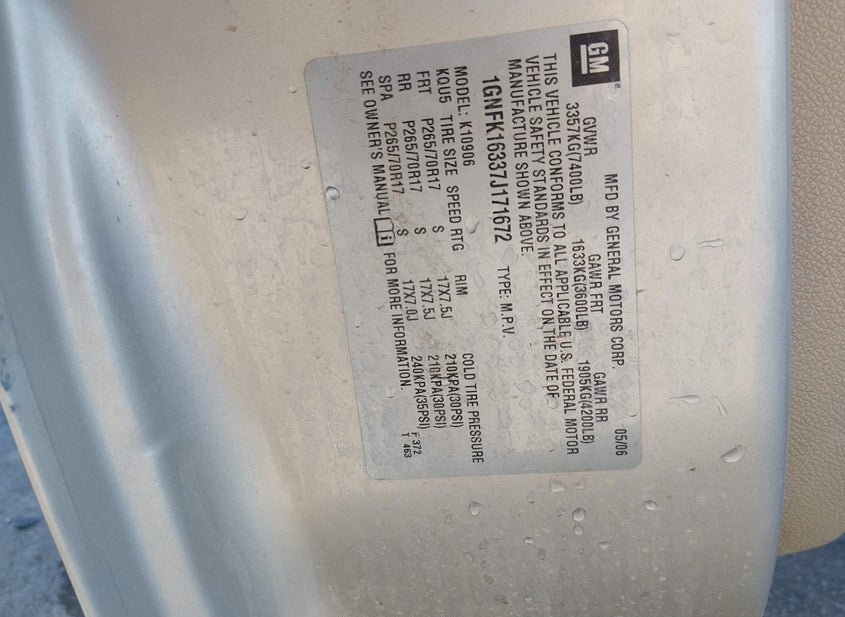 GM
MFD BY GENERAL MOTORS CORP. 05/06
GVWR GAWR FRT GAWR RR
3357KG(7400LB) 1633KG(3600LB) 1905KG(4200LB)
THIS VEHICLE CONFORMS TO ALL APPLICABLE U.S. FEDERAL MOTOR
VEHICLE SAFETY STANDARDS IN EFFECT ON THE DATE OF
MANUFACTURE SHOWN ABOVE.
1GNFK16337J171672 TYPE: M.P.V.
MODEL: K10906
KQU5 TIRE SIZE SPEED RTG RIM COLD TIRE PRESSURE
FRT P265/70R17 S 17X7.5J 210KPA(30PSI)
RR P265/70R17 S 17X7.5J 210KPA(30PSI)
SPA P265/70R17 S 17X7.0J 240KPA(35PSI)
SEE OWNER'S MANUAL i FOR MORE INFORMATION. F 372
T 463